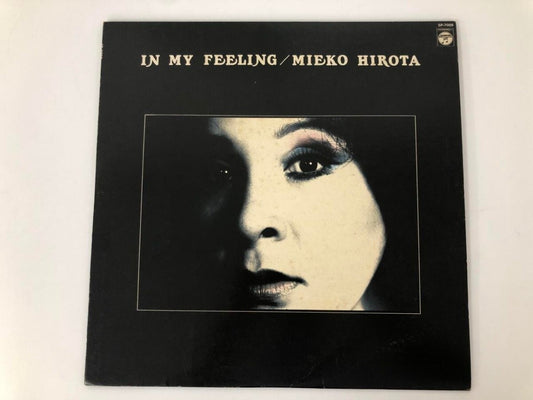 IN MY FEELING/MIEKO HIROTA